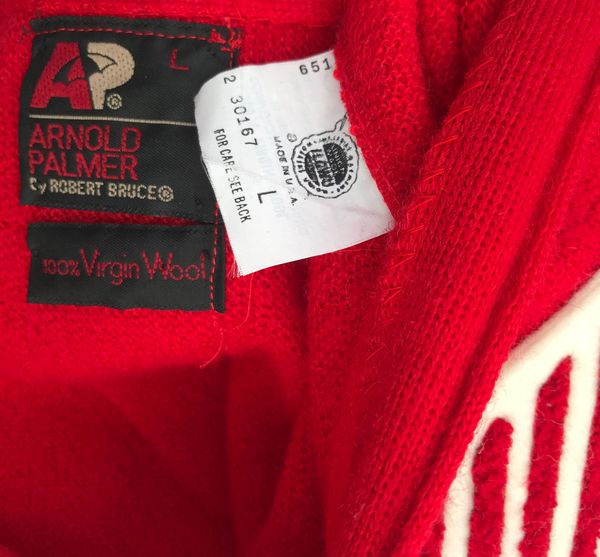 AP®
L
ARNOLD
PALMER
by ROBERT BRUCE®
100% Virgin Wool
651
2 30167
MADE IN U.S.A.
L
FOR CARE SEE BACK